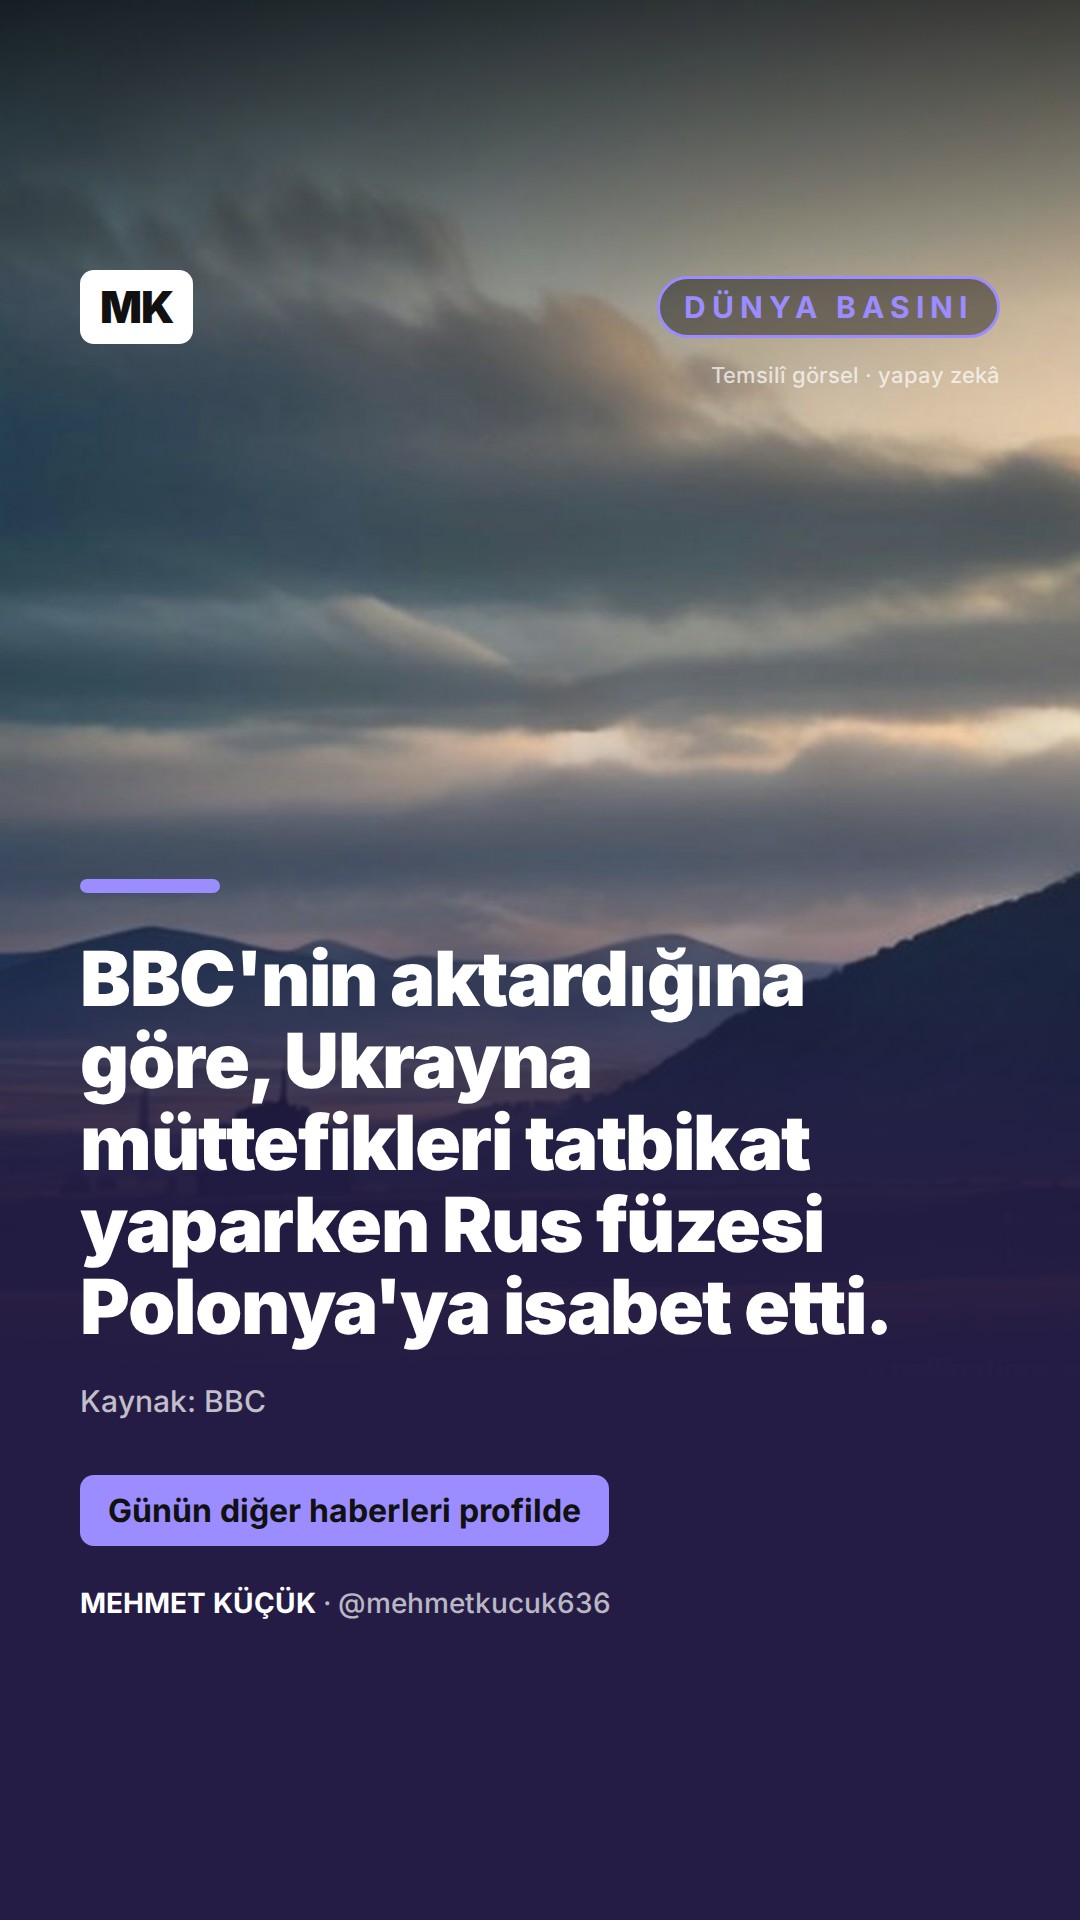 MK
DÜNYA BASINI
Temsilî görsel · yapay zekâ
BBC'nin aktardığına
göre, Ukrayna
müttefikleri tatbikat
yaparken Rus füzesi
Polonya'ya isabet etti.
Kaynak: BBC
Günün diğer haberleri profilde
MEHMET KÜÇÜK · @mehmetkucuk636